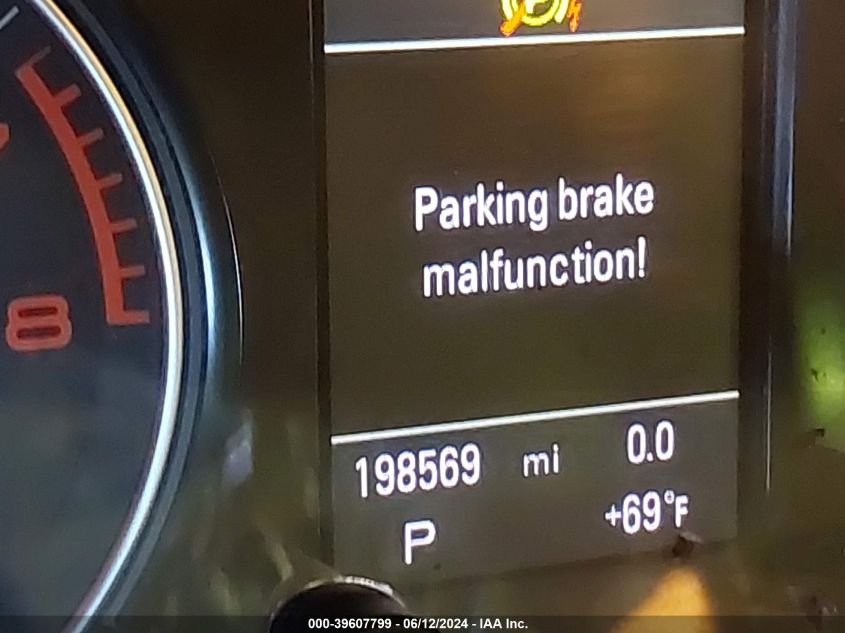 Parking brake
malfunction!
198569 mi 0.0
P +69°F
8
000-39607799 - 06/12/2024 - IAA Inc.